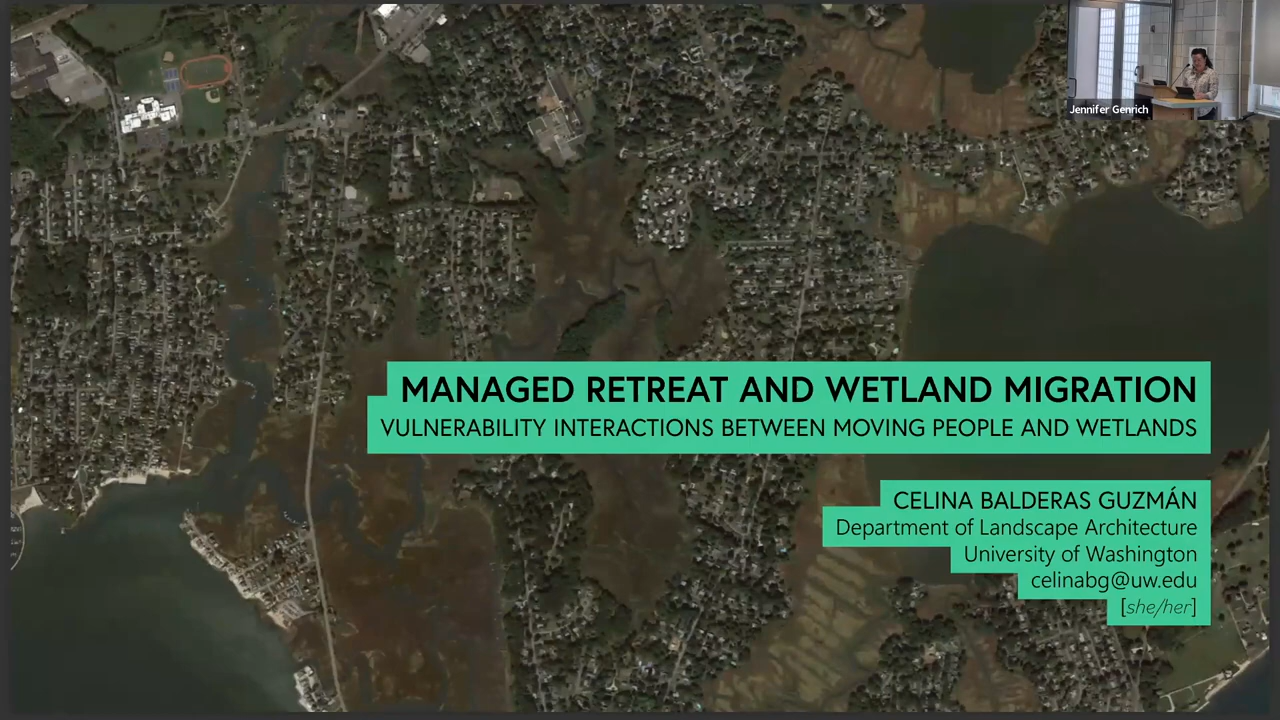 Jennifer Genrich
MANAGED RETREAT AND WETLAND MIGRATION
VULNERABILITY INTERACTIONS BETWEEN MOVING PEOPLE AND WETLANDS
CELINA BALDERAS GUZMÁN
Department of Landscape Architecture
University of Washington
celinabg@uw.edu
[she/her]